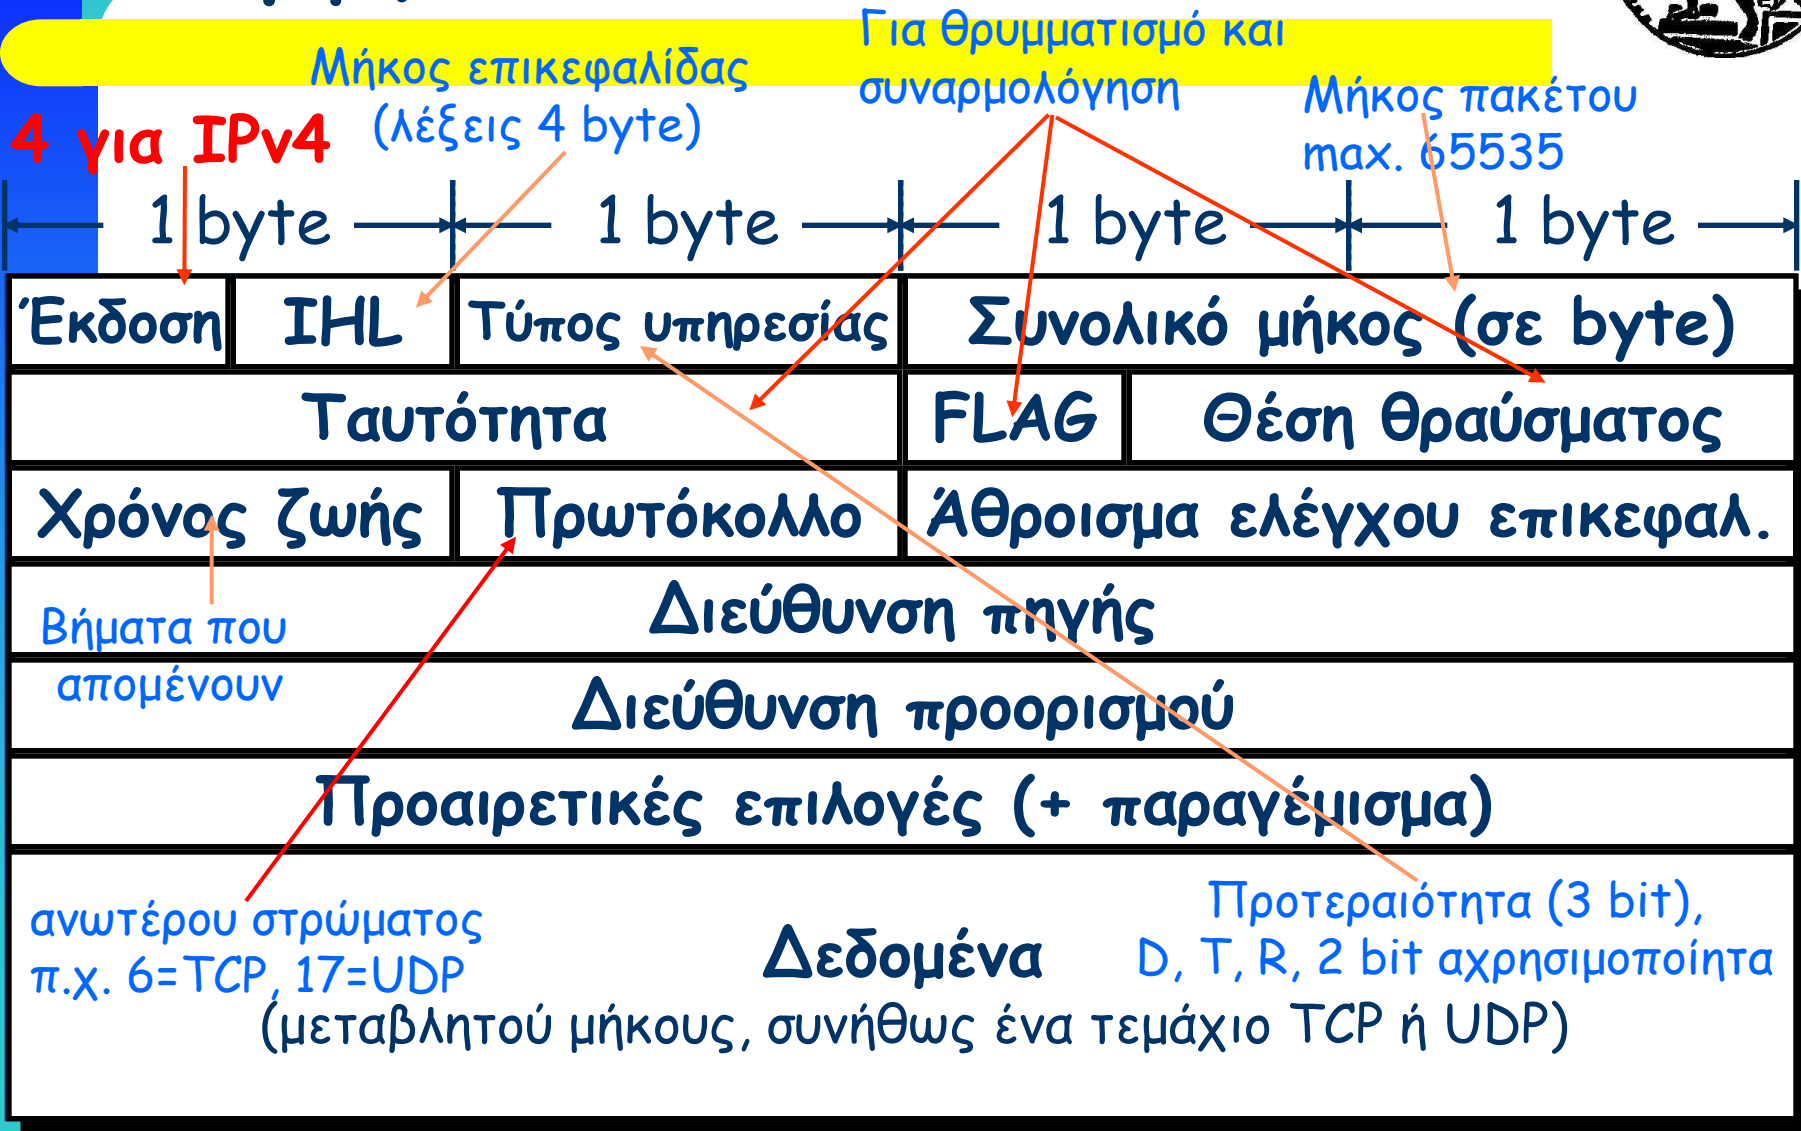 Για θρυμματισμό και
συναρμολόγηση
Μήκος επικεφαλίδας
(λέξεις 4 byte)
Μήκος πακέτου
max. 65535
4 για IPv4
1 byte 1 byte 1 byte 1 byte
Έκδοση IHL Τύπος υπηρεσίας Συνολικό μήκος (σε byte)
Ταυτότητα FLAG Θέση θραύσματος
Χρόνος ζωής Πρωτόκολλο Άθροισμα ελέγχου επικεφαλ.
Διεύθυνση πηγής
Βήματα που
απομένουν
Διεύθυνση προορισμού
Προαιρετικές επιλογές (+ παραγέμισμα)
ανωτέρου στρώματος
π.χ. 6=TCP, 17=UDP
Δεδομένα
Προτεραιότητα (3 bit),
D, T, R, 2 bit αχρησιμοποίητα
(μεταβλητού μήκους, συνήθως ένα τεμάχιο TCP ή UDP)